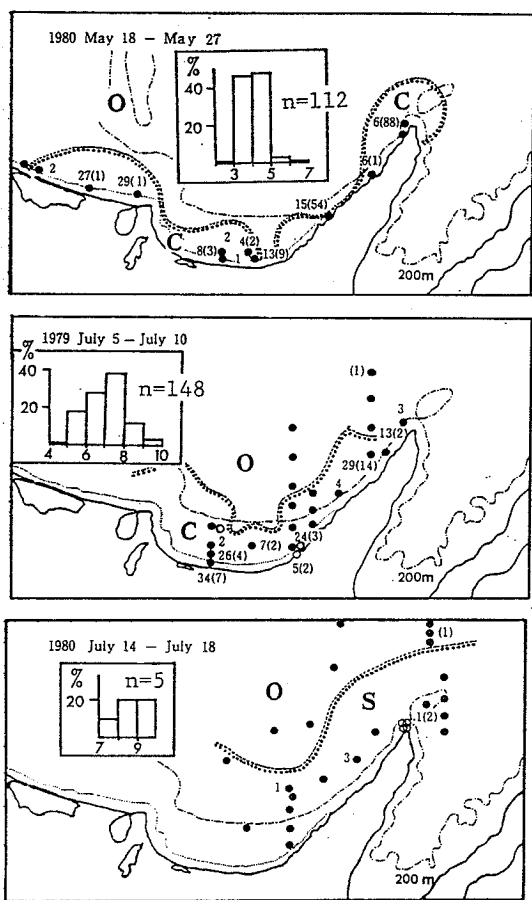 1980 May 18 – May 27
%
40
20
3 5 7
n=112
O
C
6(88)
6(1)
15(54)
2
27(1)
29(1)
C
2
8(3)
1
4(2)
13(9)
200m
1979 July 5 – July 10
%
40
20
4 6 8 10
n=148
(1)
3
13(2)
29(14)
O
4
C
2
26(4)
34(7)
7(2)
24(3)
5(2)
200m
1980 July 14 – July 18
%
20
7 9
n=5
(1)
O
S
1(2)
3
1
200 m